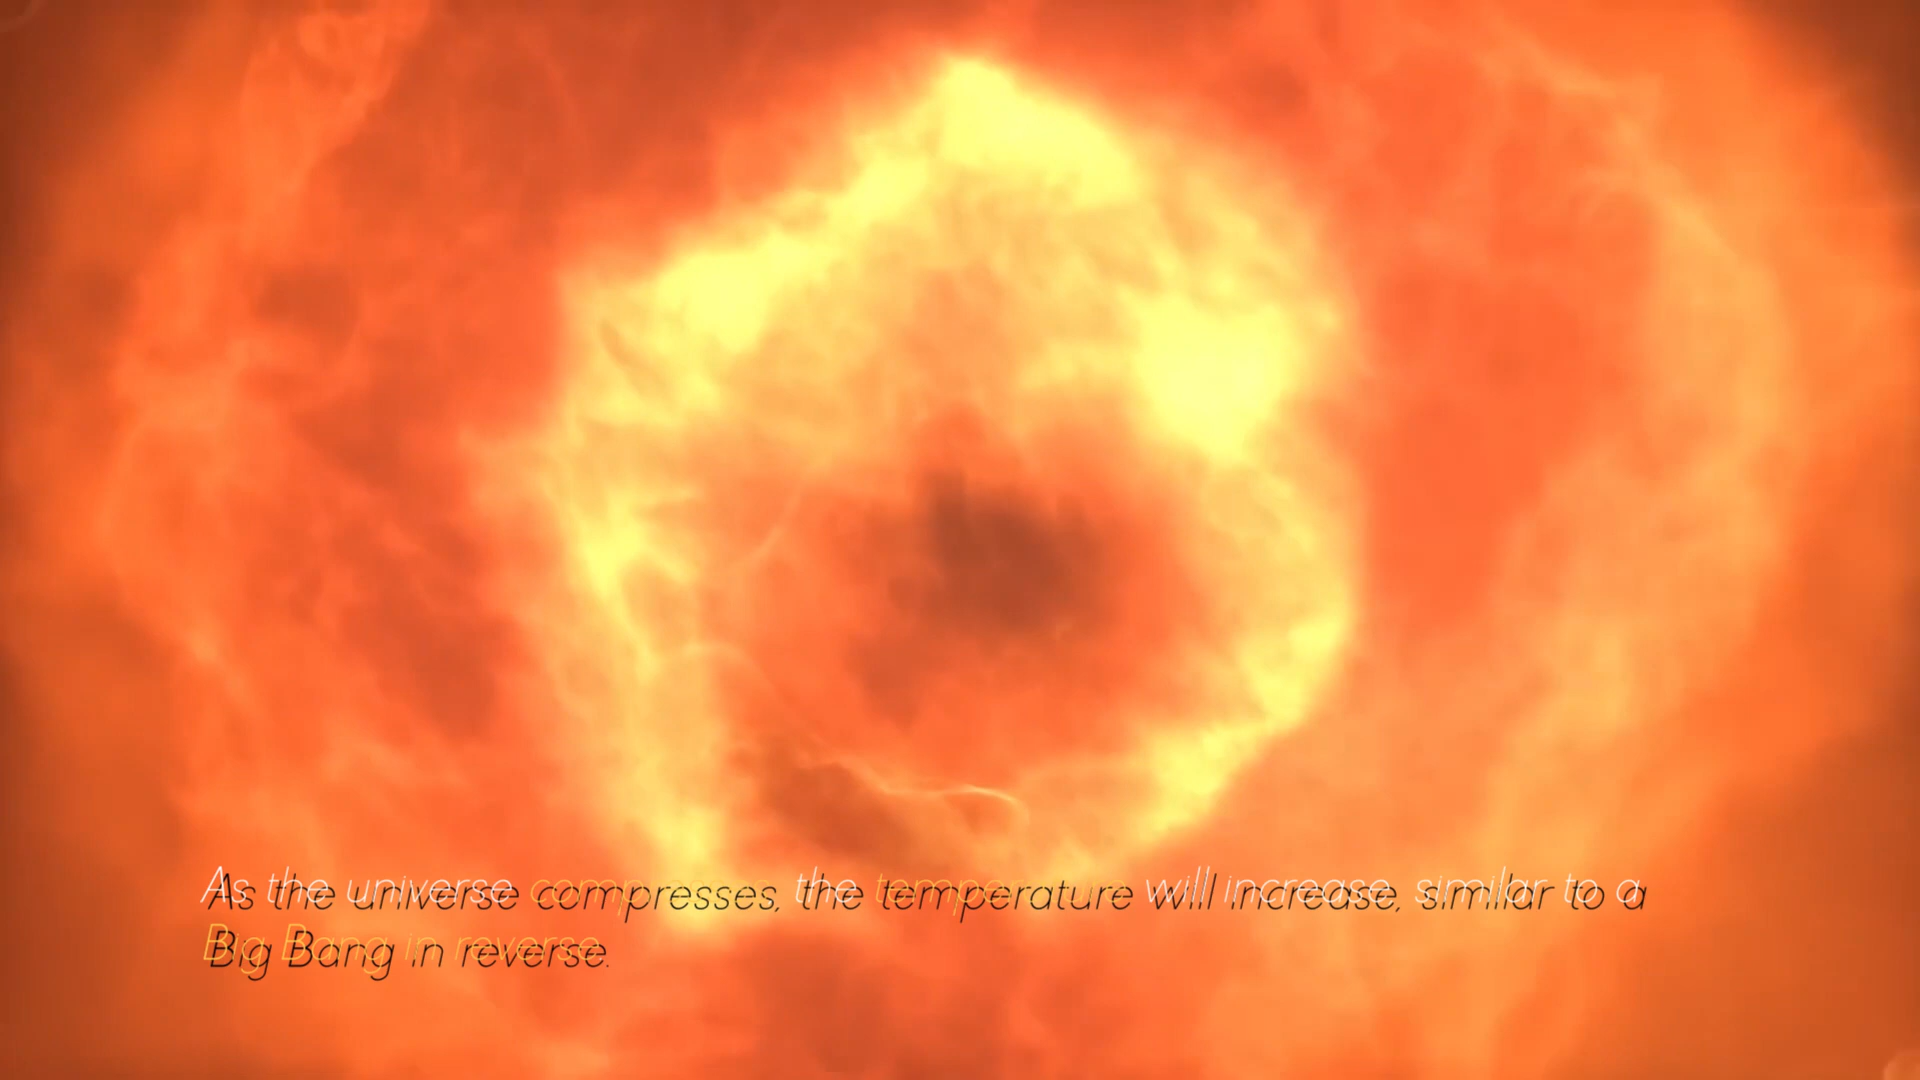 As the universe compresses, the temperature will increase, similar to a
Big Bang in reverse.